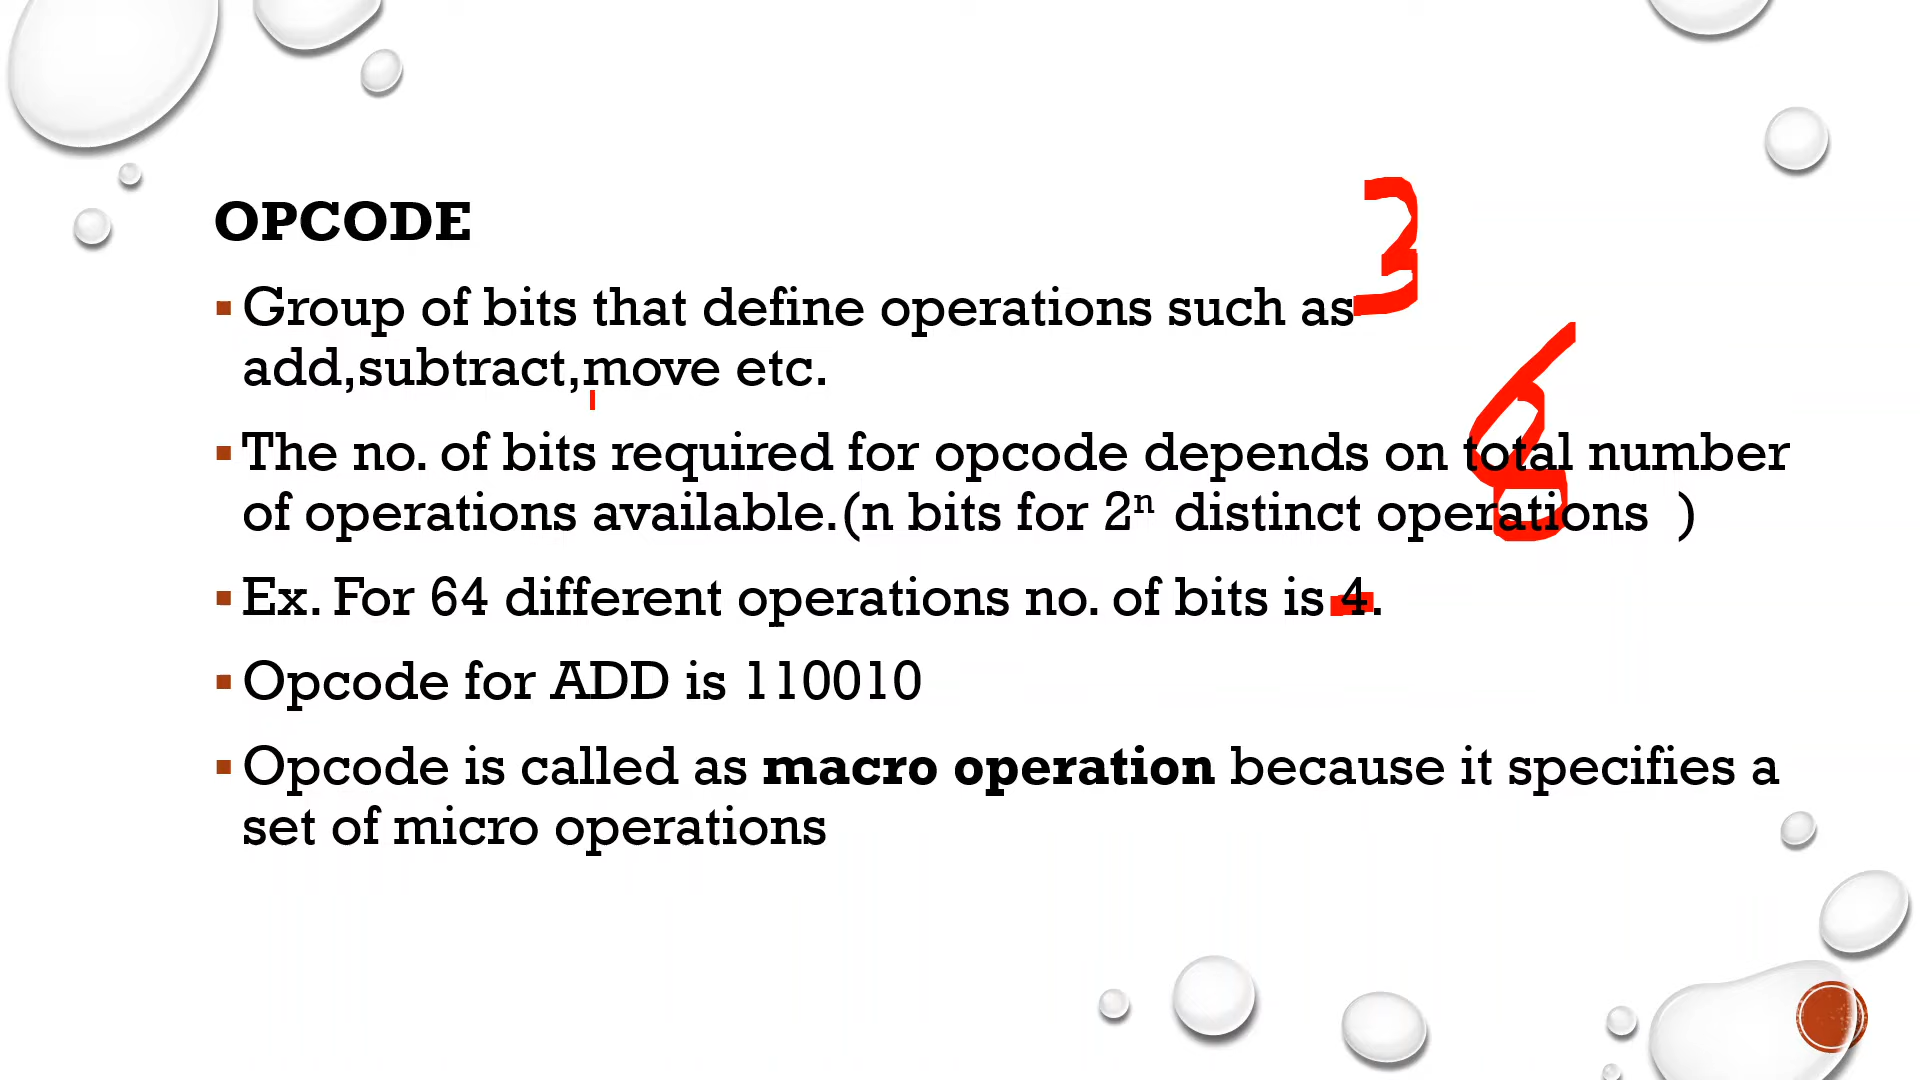 OPCODE
3
▪Group of bits that define operations such as
add,subtract,move etc.
▪The no. of bits required for opcode depends on total number
of operations available.(n bits for 2ⁿ distinct operations )
▪Ex. For 64 different operations no. of bits is 4.
▪Opcode for ADD is 110010
▪Opcode is called as macro operation because it specifies a
set of micro operations